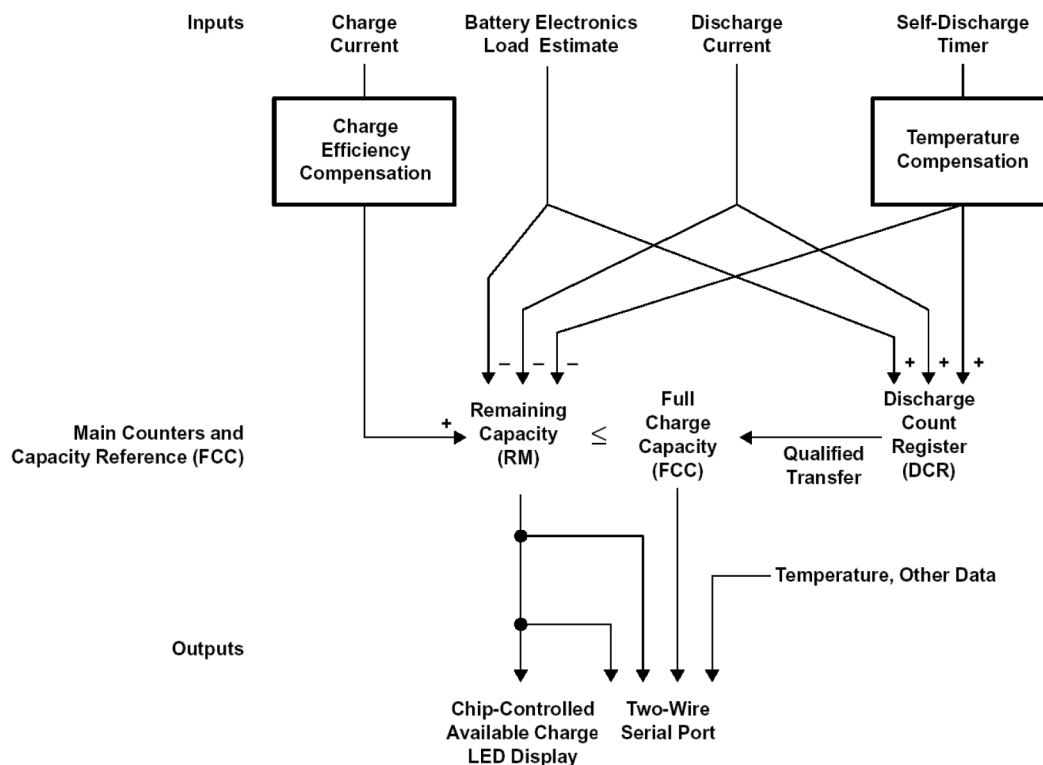 Inputs
Charge
Current
Battery Electronics
Load Estimate
Discharge
Current
Self-Discharge
Timer
Charge
Efficiency
Compensation
Temperature
Compensation
– – –
+ + +
Main Counters and
Capacity Reference (FCC)
+
Remaining
Capacity
(RM)
≤
Full
Charge
Capacity
(FCC)
Qualified
Transfer
Discharge
Count
Register
(DCR)
Temperature, Other Data
Outputs
Chip-Controlled
Available Charge
LED Display
Two-Wire
Serial Port